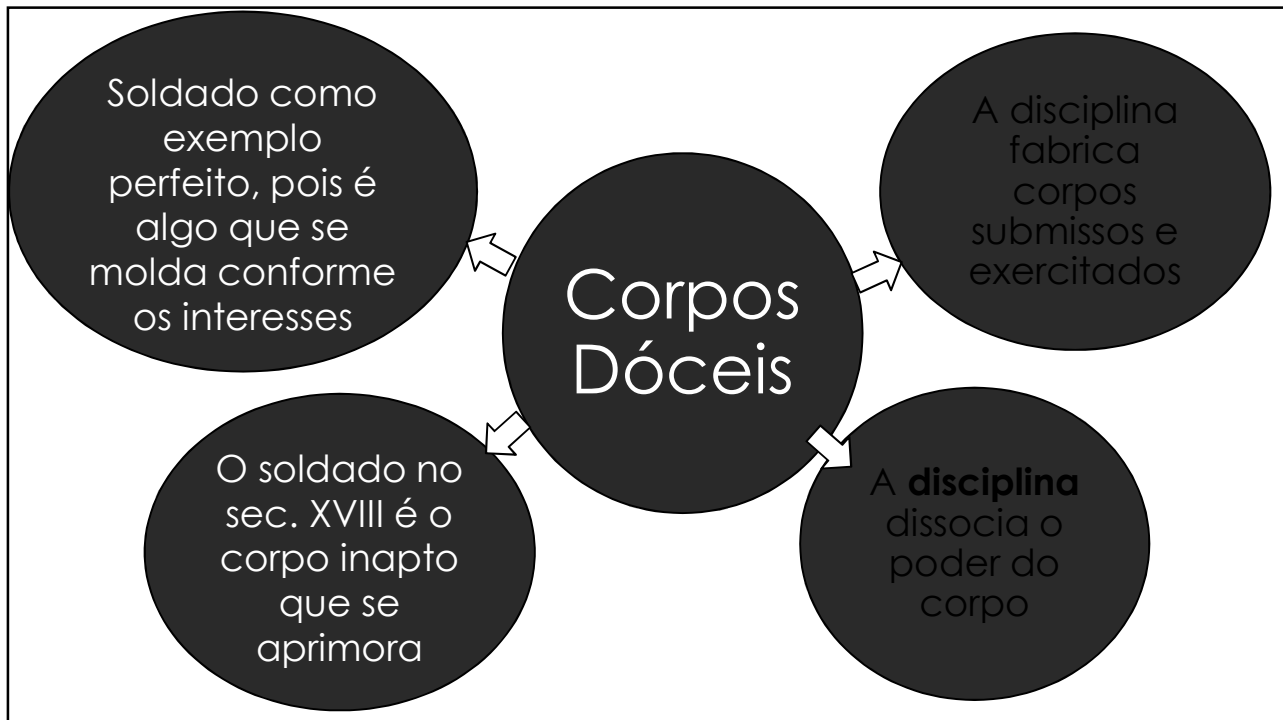 Soldado como
exemplo
perfeito, pois é
algo que se
molda conforme
os interesses
A disciplina
fabrica
corpos
submissos e
exercitados
Corpos
Dóceis
O soldado no
sec. XVIII é o
corpo inapto
que se
aprimora
A disciplina
dissocia o
poder do
corpo